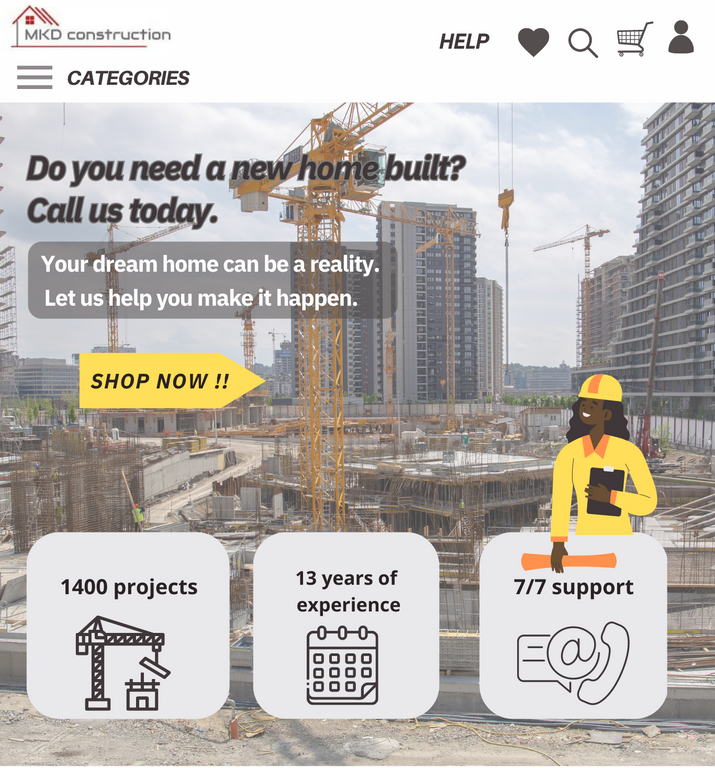 MKD construction
HELP
CATEGORIES
Do you need a new home built?
Call us today.
Your dream home can be a reality.
Let us help you make it happen.
SHOP NOW !!
1400 projects
13 years of
experience
7/7 support
@